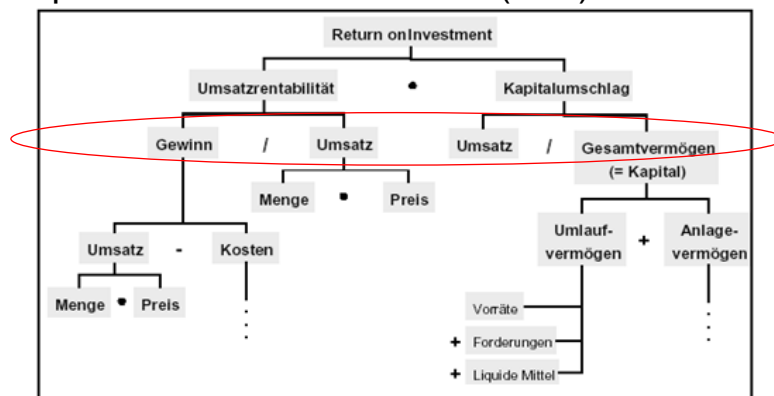 Return onInvestment
Umsatzrentabilität • Kapitalumschlag
Gewinn / Umsatz Umsatz / Gesamtvermögen
(= Kapital)
Menge • Preis
Umsatz - Kosten Umlauf- + Anlage-
vermögen vermögen
Menge • Preis
Vorräte
+ Forderungen
+ Liquide Mittel